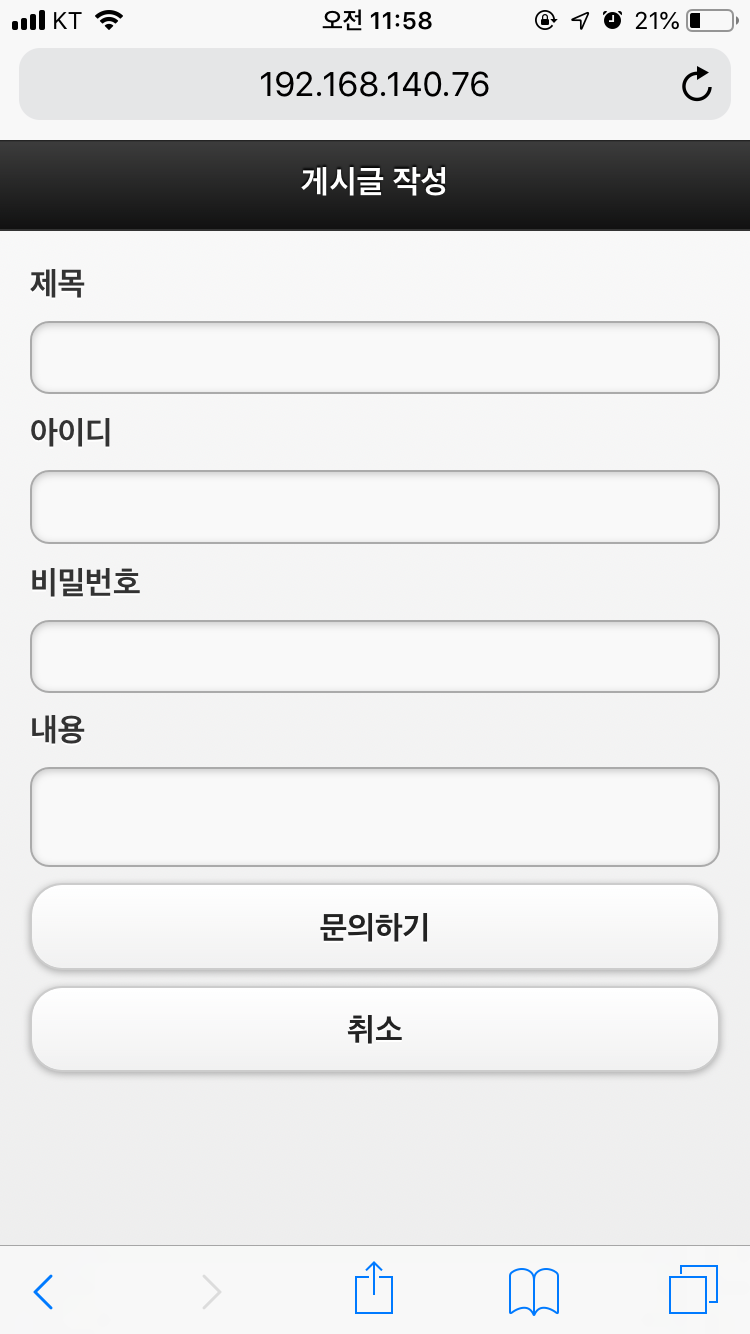 KT 오전 11:58 21%
192.168.140.76
게시글 작성
제목
아이디
비밀번호
내용
문의하기
취소